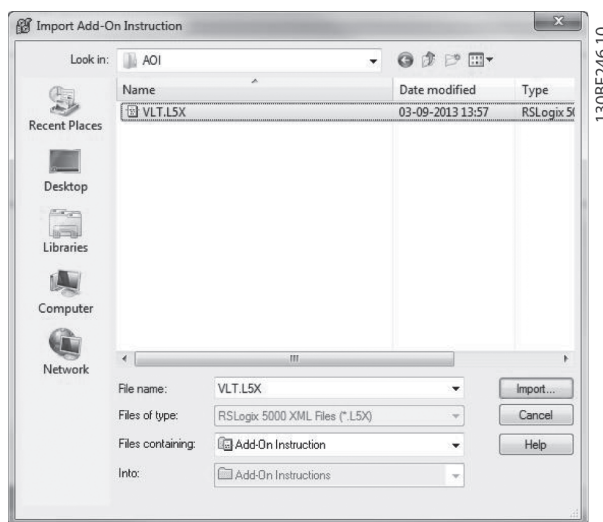 Import Add-On Instruction
Look in: AOI
Name Date modified Type
VLT.L5X 03-09-2013 13:57 RSLogix 50
Recent Places
Desktop
Libraries
Computer
Network
File name: VLT.L5X Import...
Files of type: RSLogix 5000 XML Files (*.L5X) Cancel
Files containing: Add-On Instruction Help
Into: Add-On Instructions
130BE246.10